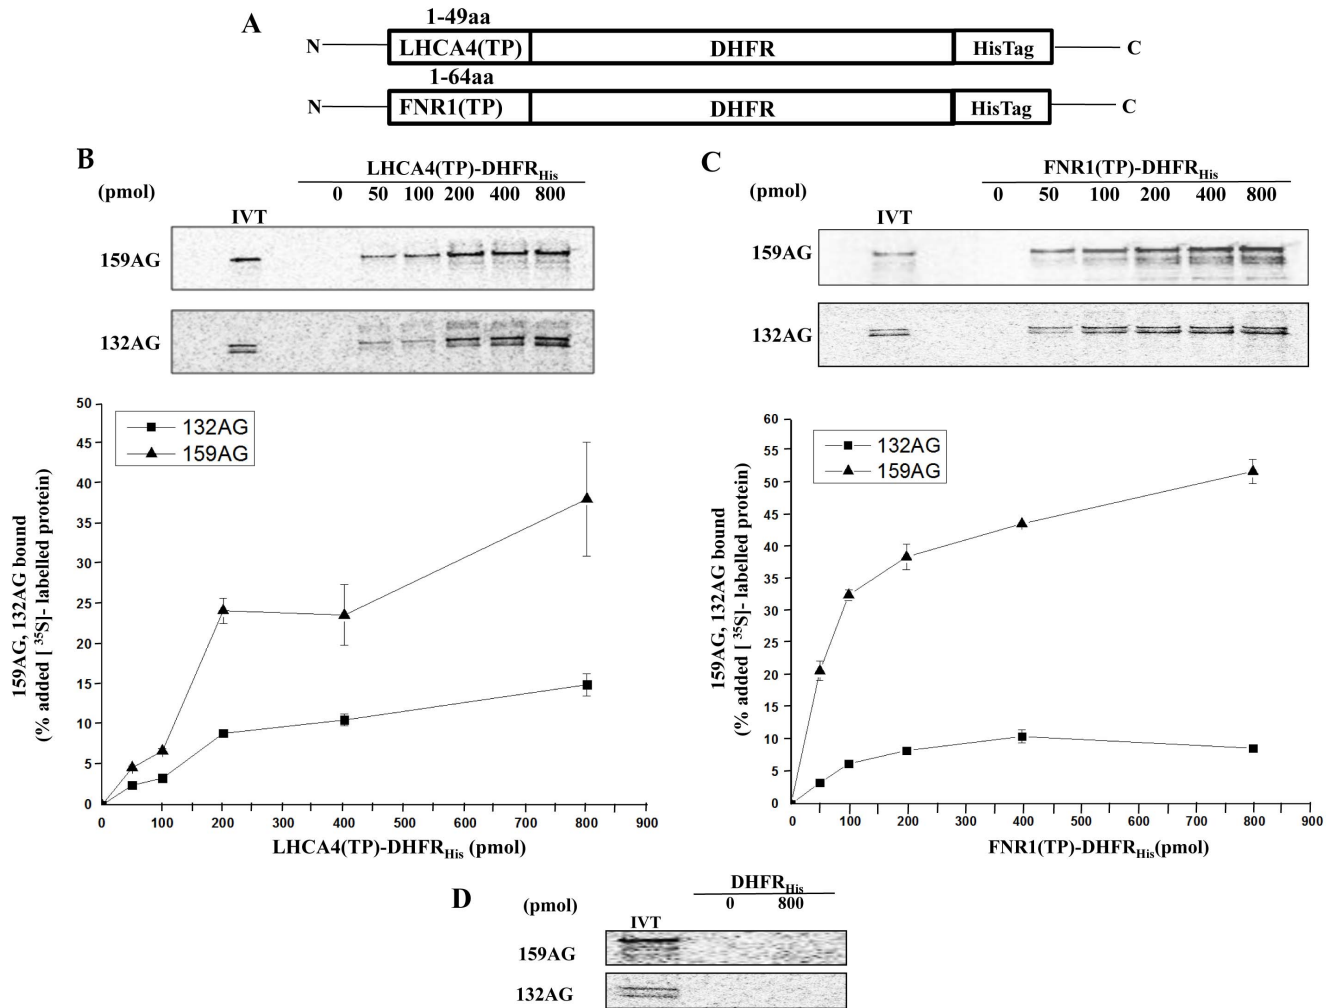 A
1-49aa
N LHCA4(TP) DHFR HisTag C
1-64aa
N FNR1(TP) DHFR HisTag C
B
LHCA4(TP)-DHFRHis
(pmol) 0 50 100 200 400 800
IVT
159AG
132AG
50
45
40
35
30
25
20
15
10
5
0
132AG
159AG
159AG, 132AG bound
(% added [ 35S]- labelled protein)
0 100 200 300 400 500 600 700 800 900
LHCA4(TP)-DHFRHis (pmol)
C
FNR1(TP)-DHFRHis
(pmol) 0 50 100 200 400 800
IVT
159AG
132AG
60
55
50
45
40
35
30
25
20
15
10
5
0
132AG
159AG
159AG, 132AG bound
(% added [ 35S]- labelled protein)
0 100 200 300 400 500 600 700 800 900
FNR1(TP)-DHFRHis(pmol)
D
DHFRHis
(pmol) 0 800
IVT
159AG
132AG